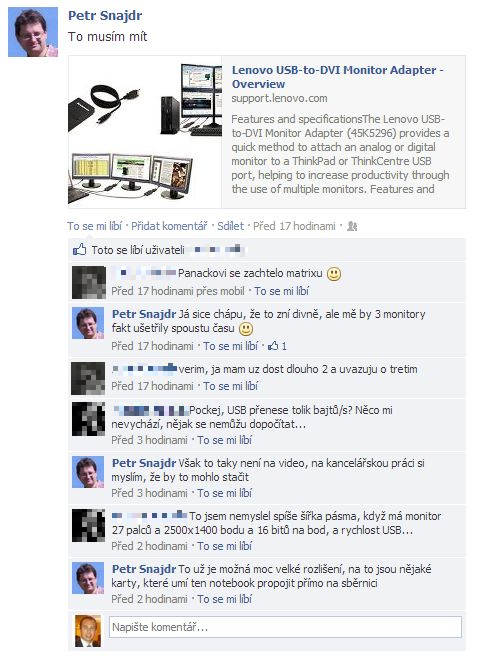 Petr Snajdr
To musím mít
Lenovo USB-to-DVI Monitor Adapter -
Overview
support.lenovo.com
Features and specificationsThe Lenovo USB-
to-DVI Monitor Adapter (45K5296) provides a
quick method to attach an analog or digital
monitor to a ThinkPad or ThinkCentre USB
port, helping to increase productivity through
the use of multiple monitors. Features and
To se mi líbí · Přidat komentář · Sdílet · Před 17 hodinami ·
Toto se líbí uživateli
Panackovi se zachtelo matrixu
Před 17 hodinami přes mobil · To se mi líbí
Petr Snajdr Já sice chápu, že to zní divně, ale mě by 3 monitory
fakt ušetřily spoustu času
Před 17 hodinami · To se mi líbí · 1
verim, ja mam uz dost dlouho 2 a uvazuju o tretim
Před 17 hodinami · To se mi líbí
Pockej, USB přenese tolik bajtů/s? Něco mi
nevychází, nějak se nemůžu dopočítat...
Před 3 hodinami · To se mi líbí
Petr Snajdr Však to taky není na video, na kancelářskou práci si
myslím, že by to mohlo stačit
Před 3 hodinami · To se mi líbí
To jsem nemyslel spíše šířka pásma, když má monitor
27 palců a 2500x1400 bodu a 16 bitů na bod, a rychlost USB...
Před 2 hodinami · To se mi líbí
Petr Snajdr To už je možná moc velké rozlišení, na to jsou nějaké
karty, které umí ten notebook propojit přímo na sběrnici
Před 2 hodinami · To se mi líbí
Napište komentář...